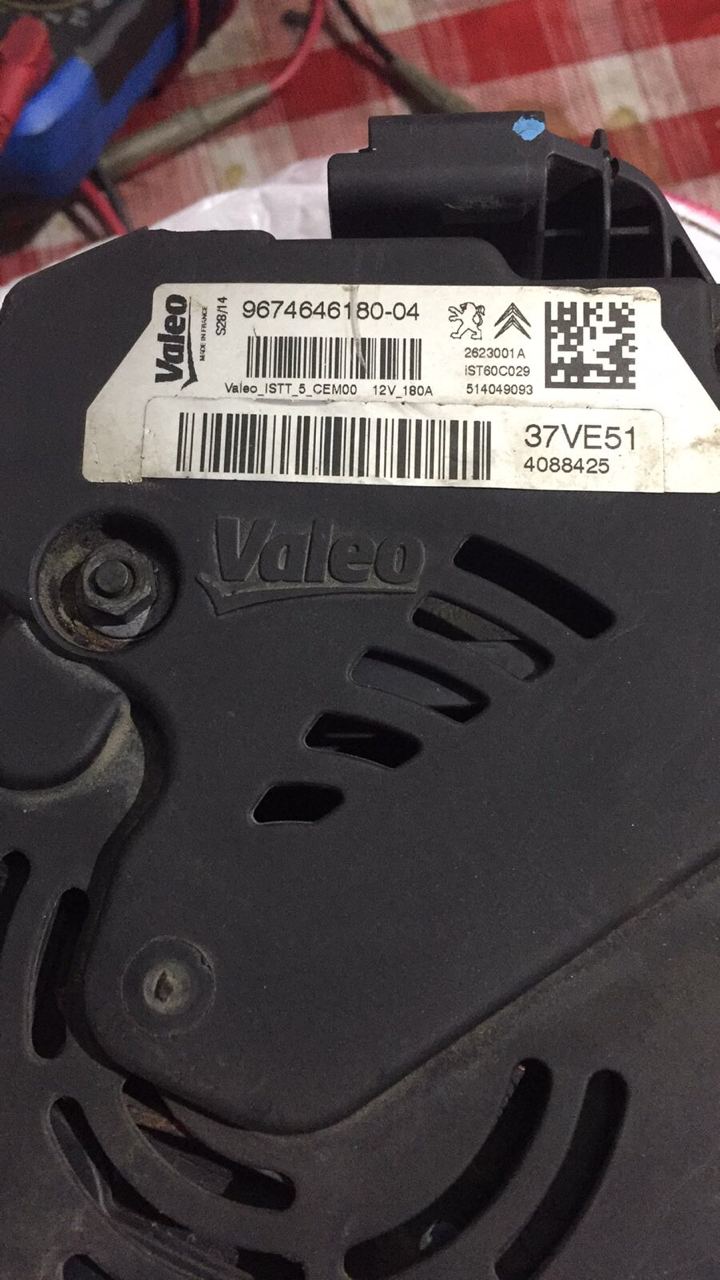 Valeo
MADE IN FRANCE
S28/14
9674646180-04
2623001A
iST60C029
514049093
Valeo_ISTT_5_CEM00 12V_180A
37VE51
4088425
Valeo